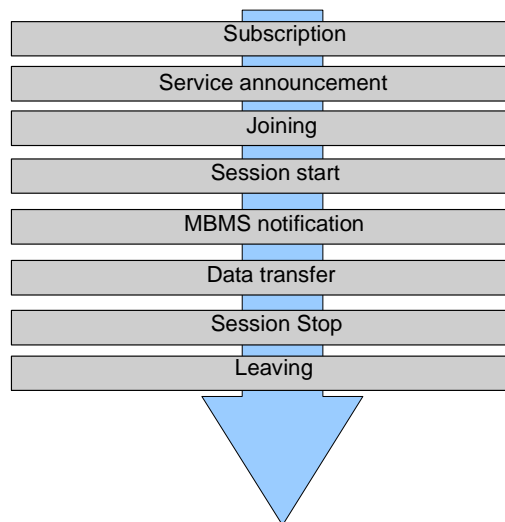 Subscription
Service announcement
Joining
Session start
MBMS notification
Data transfer
Session Stop
Leaving